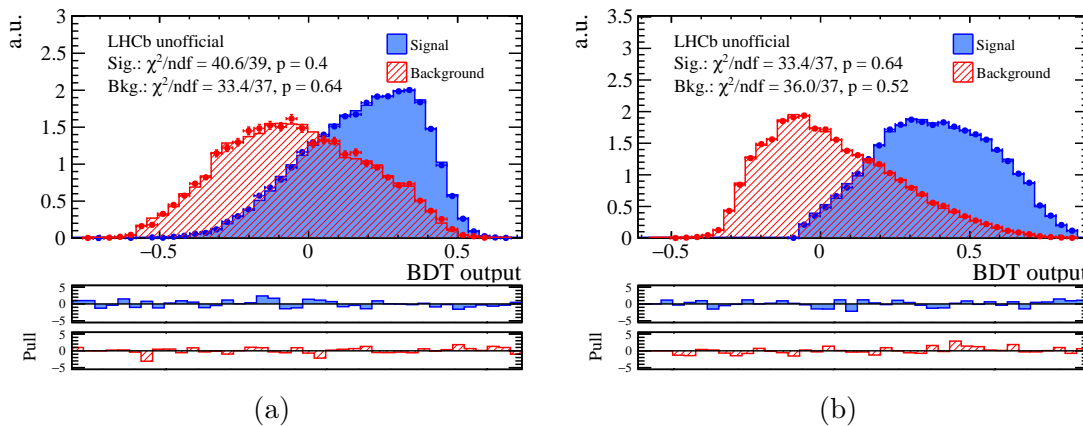 a.u.
3
2.5
2
1.5
1
0.5
0
LHCb unofficial
Sig.: χ²/ndf = 40.6/39, p = 0.4
Bkg.: χ²/ndf = 33.4/37, p = 0.64
Signal
Background
−0.5 0 0.5
BDT output
5
0
−5
Pull
5
0
−5
(a)
a.u.
3.5
3
2.5
2
1.5
1
0.5
0
LHCb unofficial
Sig.: χ²/ndf = 33.4/37, p = 0.64
Bkg.: χ²/ndf = 36.0/37, p = 0.52
Signal
Background
−0.5 0 0.5
BDT output
5
0
−5
Pull
5
0
−5
(b)